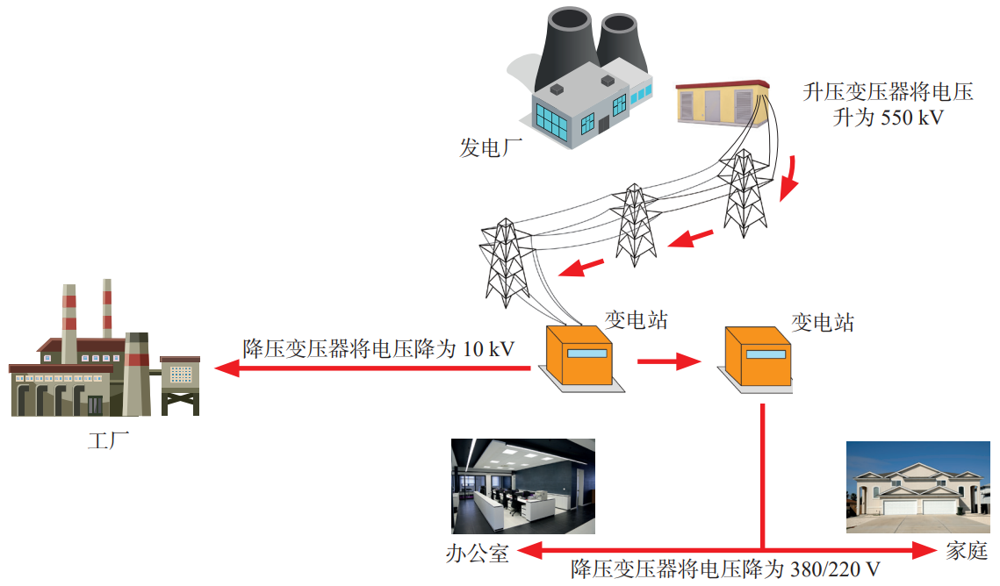 升压变压器将电压
升为 550 kV
发电厂
变电站
变电站
降压变压器将电压降为 10 kV
工厂
办公室
家庭
降压变压器将电压降为 380/220 V